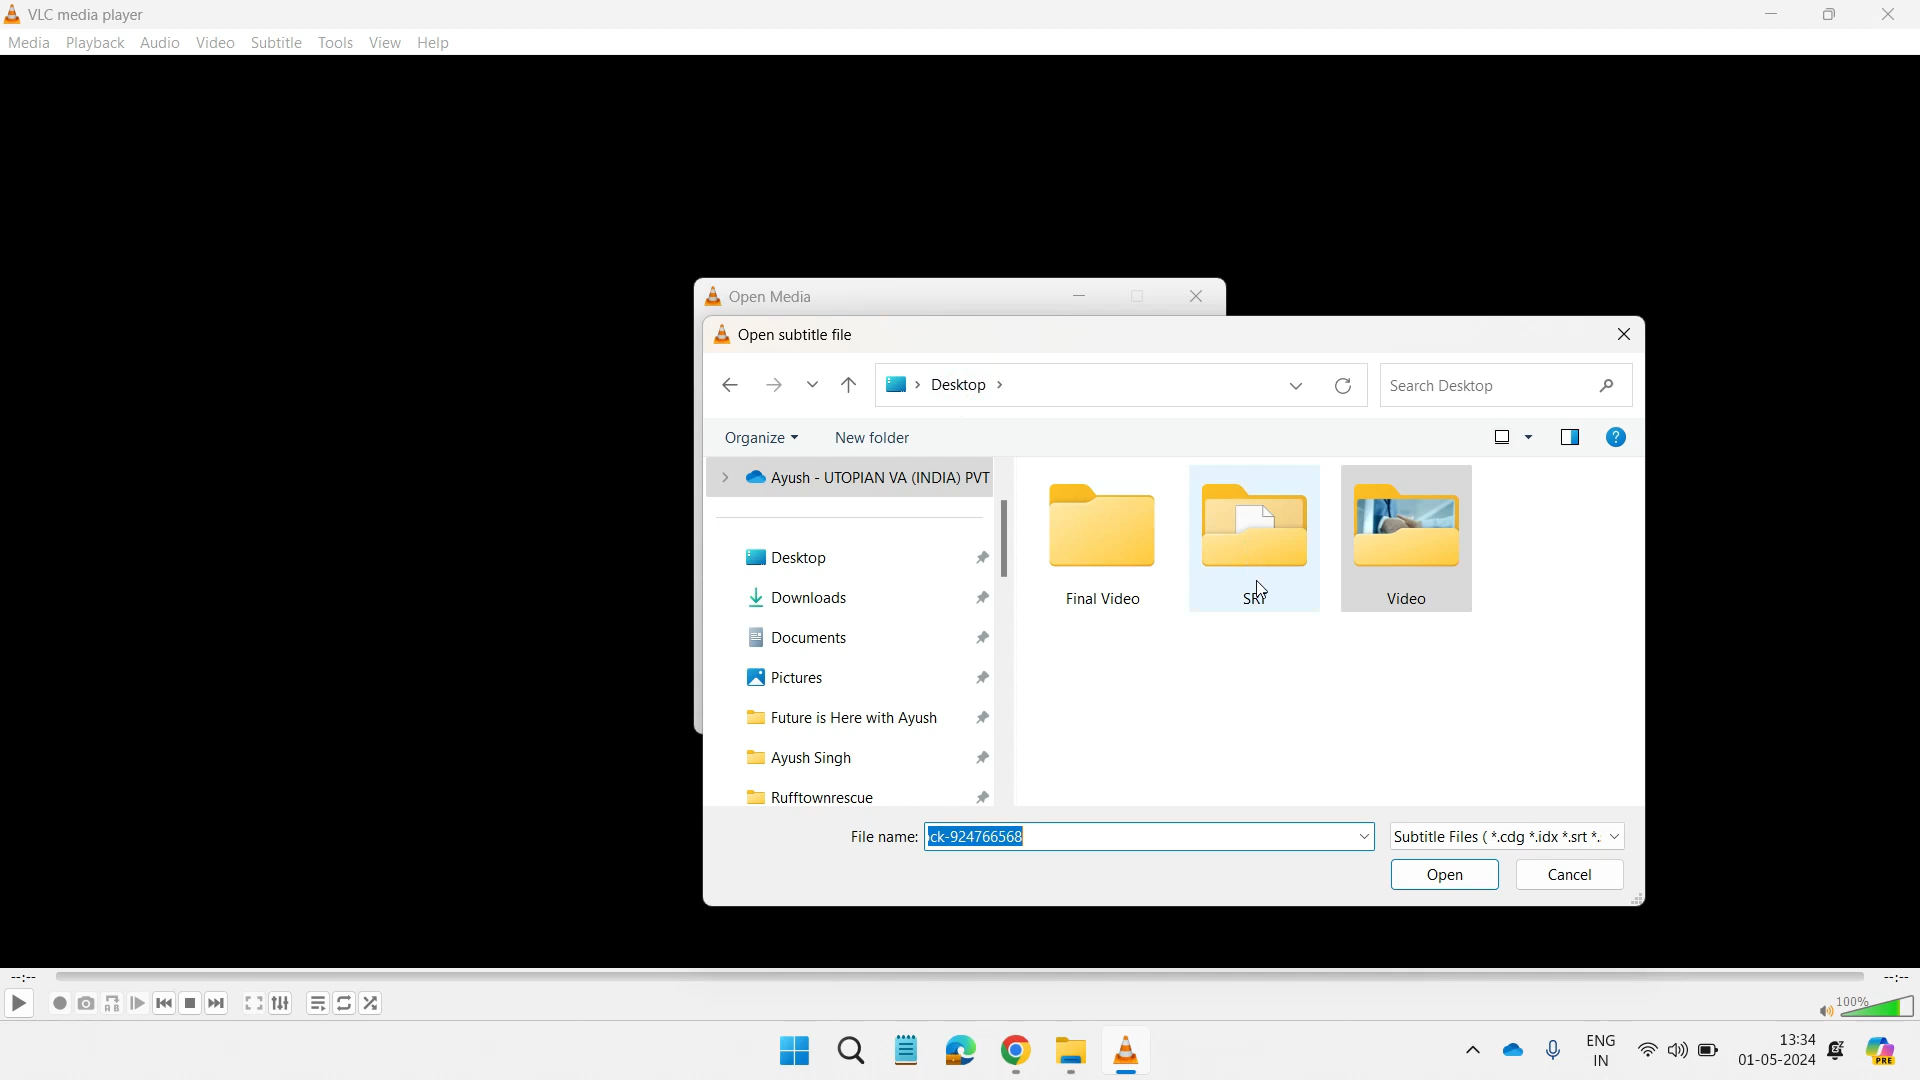 VLC media player
Media Playback Audio Video Subtitle Tools View Help
Open Media
Open subtitle file
Desktop
Search Desktop
Organize New folder
Ayush - UTOPIAN VA (INDIA) PVT
Desktop
Downloads
Documents
Pictures
Future is Here with Ayush
Ayush Singh
Rufftownrescue
Final Video
SRT
Video
File name: ck-924766568
Subtitle Files ( *.cdg *.idx *.srt *.
Open Cancel
--:-- --:--
100%
ENG
IN
13:34
01-05-2024
PRE